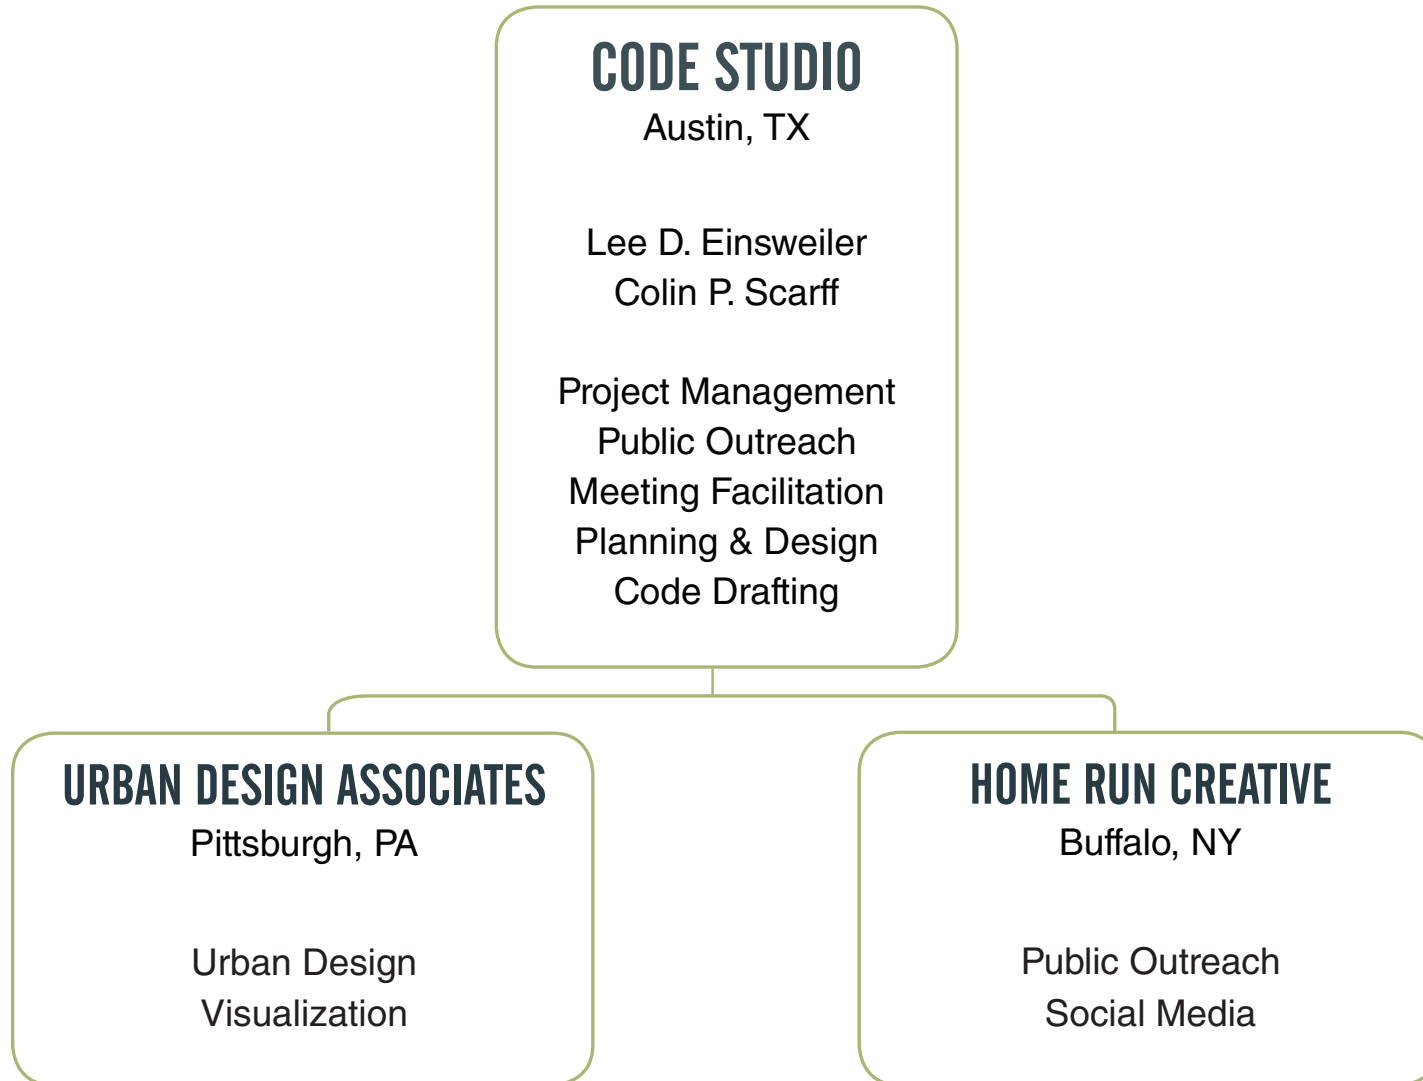 CODE STUDIO
Austin, TX
Lee D. Einsweiler
Colin P. Scarff
Project Management
Public Outreach
Meeting Facilitation
Planning & Design
Code Drafting
URBAN DESIGN ASSOCIATES
Pittsburgh, PA
Urban Design
Visualization
HOME RUN CREATIVE
Buffalo, NY
Public Outreach
Social Media